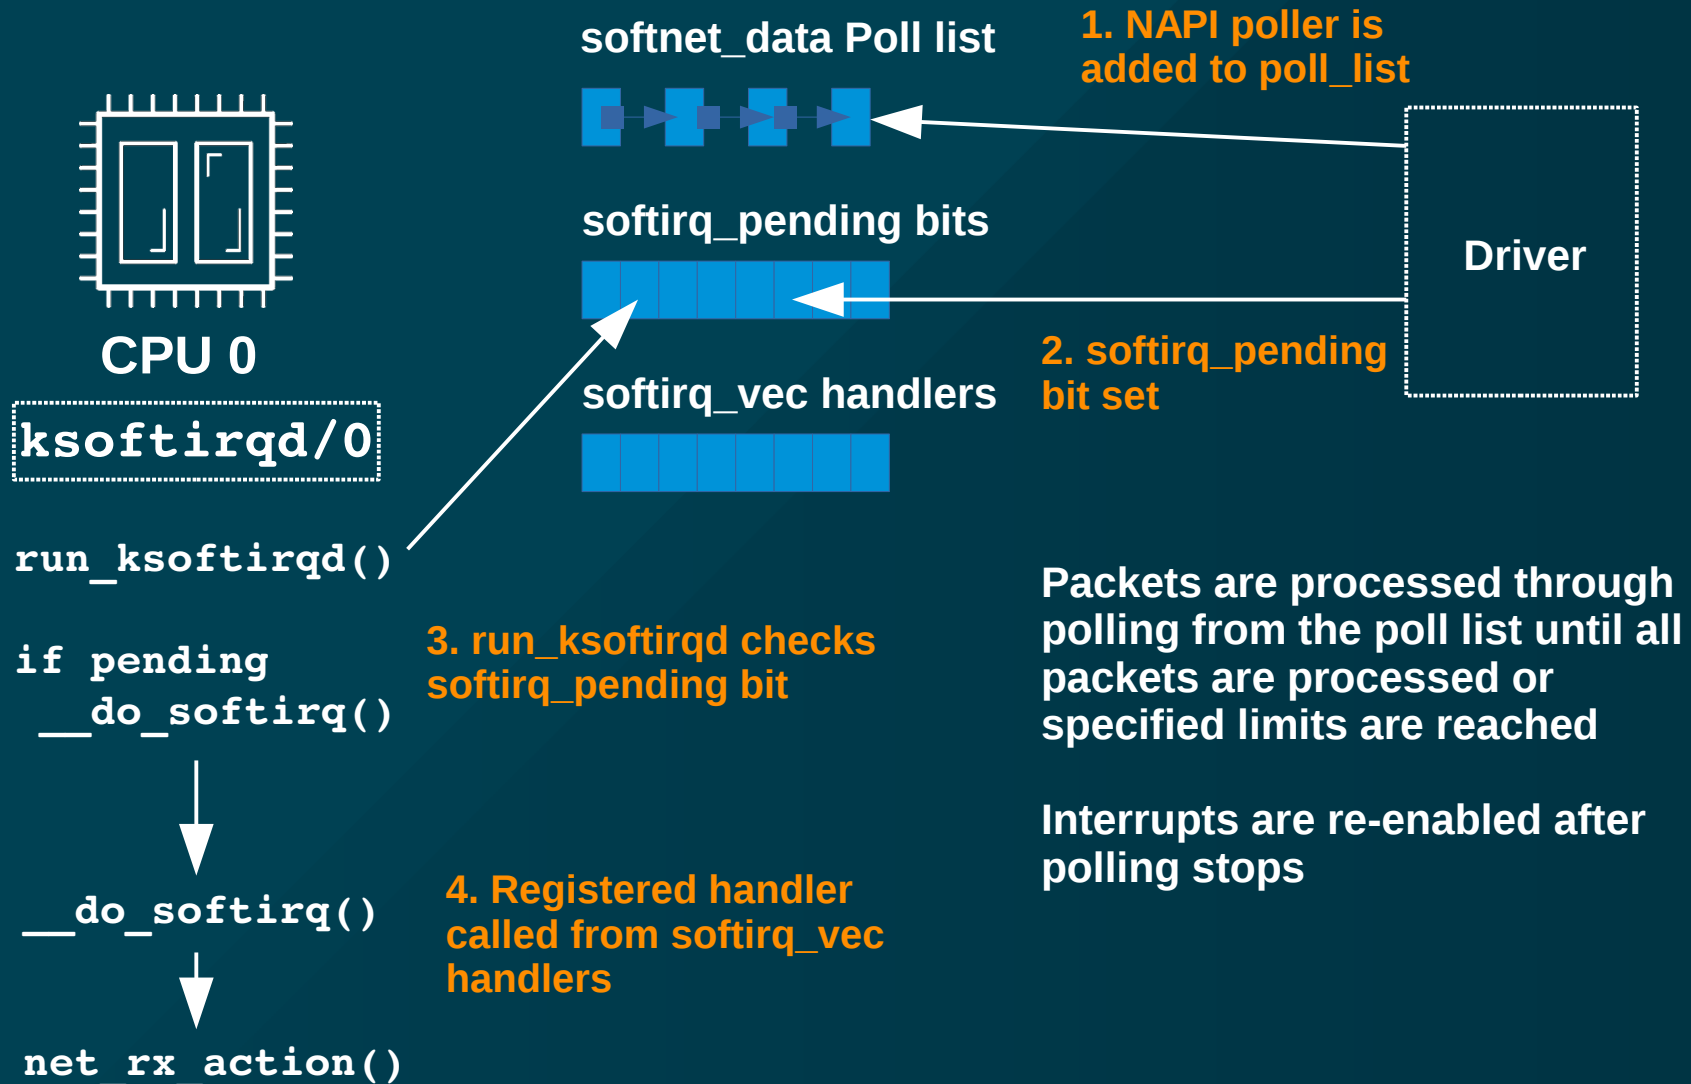 softnet_data Poll list
1. NAPI poller is
added to poll_list
softirq_pending bits
Driver
CPU 0
2. softirq_pending
bit set
softirq_vec handlers
ksoftirqd/0
run_ksoftirqd()
if pending
__do_softirq()
3. run_ksoftirqd checks
softirq_pending bit
Packets are processed through
polling from the poll list until all
packets are processed or
specified limits are reached
Interrupts are re-enabled after
polling stops
__do_softirq()
4. Registered handler
called from softirq_vec
handlers
net_rx_action()